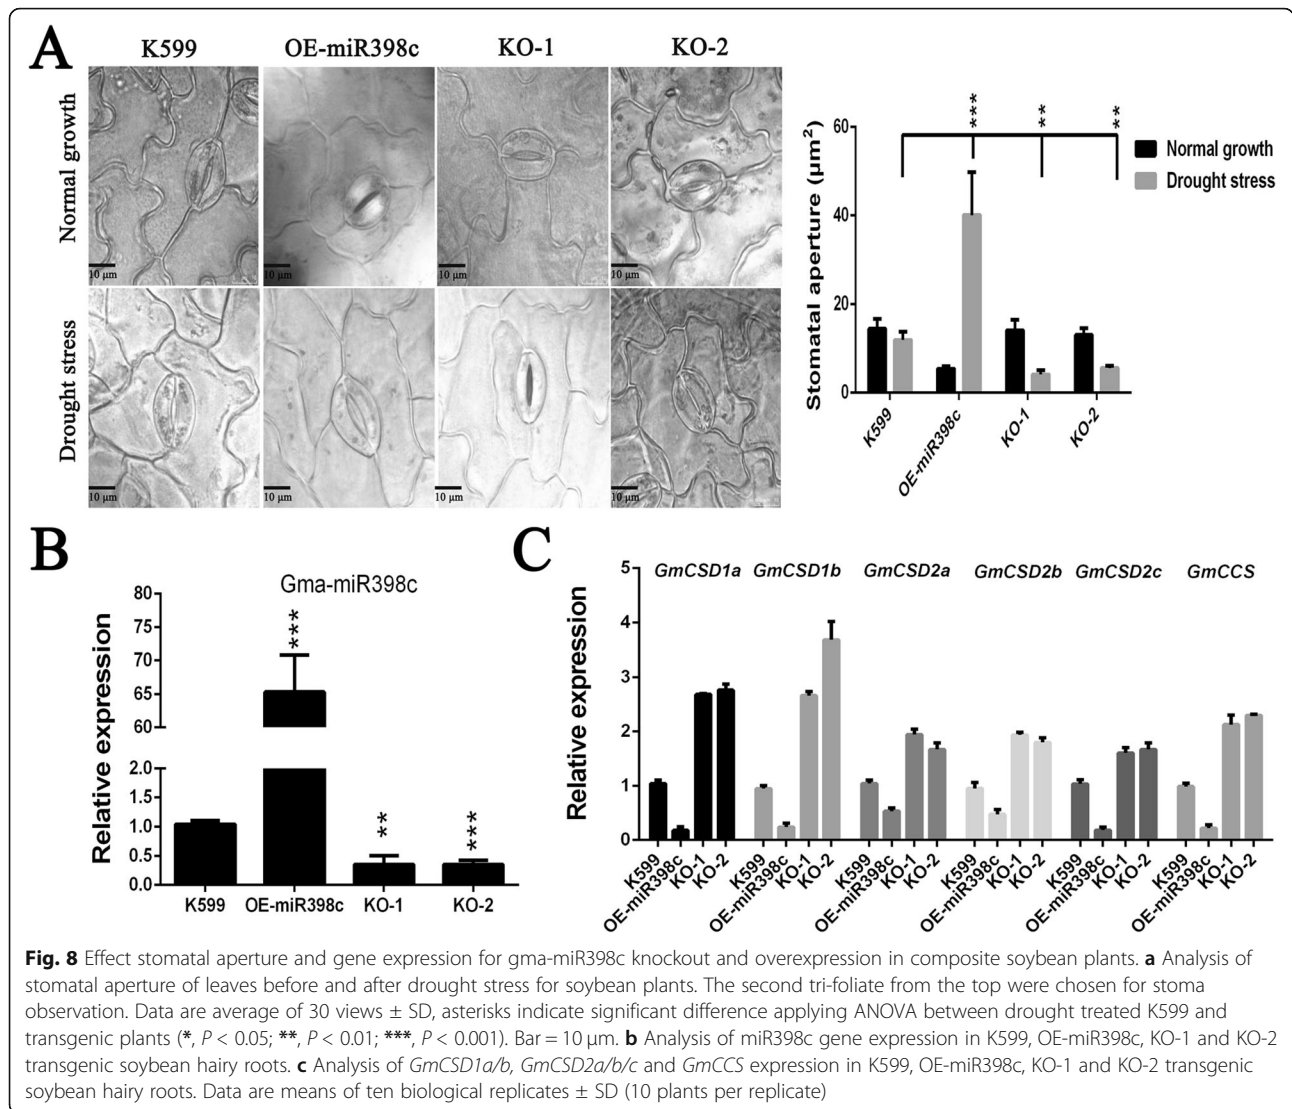 A
K599
OE-miR398c
KO-1
KO-2
Normal growth
10 µm
10 µm
10 µm
10 µm
Drought stress
10 µm
10 µm
10 µm
10 µm
Stomatal aperture (µm²)
60
40
20
0
***
**
**
Normal growth
Drought stress
K599
OE-miR398c
KO-1
KO-2
B
Gma-miR398c
Relative expression
80
75
70
65
60
2.0
1.5
1.0
0.5
0.0
***
**
***
K599
OE-miR398c
KO-1
KO-2
C
Relative expression
5
4
3
2
1
0
GmCSD1a GmCSD1b GmCSD2a GmCSD2b GmCSD2c GmCCS
K599
OE-miR398c
KO-1
KO-2
K599
OE-miR398c
KO-1
KO-2
K599
OE-miR398c
KO-1
KO-2
K599
OE-miR398c
KO-1
KO-2
K599
OE-miR398c
KO-1
KO-2
K599
OE-miR398c
KO-1
KO-2
Fig. 8 Effect stomatal aperture and gene expression for gma-miR398c knockout and overexpression in composite soybean plants. a Analysis of
stomatal aperture of leaves before and after drought stress for soybean plants. The second tri-foliate from the top were chosen for stoma
observation. Data are average of 30 views ± SD, asterisks indicate significant difference applying ANOVA between drought treated K599 and
transgenic plants (*, P < 0.05; **, P < 0.01; ***, P < 0.001). Bar = 10 µm. b Analysis of miR398c gene expression in K599, OE-miR398c, KO-1 and KO-2
transgenic soybean hairy roots. c Analysis of GmCSD1a/b, GmCSD2a/b/c and GmCCS expression in K599, OE-miR398c, KO-1 and KO-2 transgenic
soybean hairy roots. Data are means of ten biological replicates ± SD (10 plants per replicate)